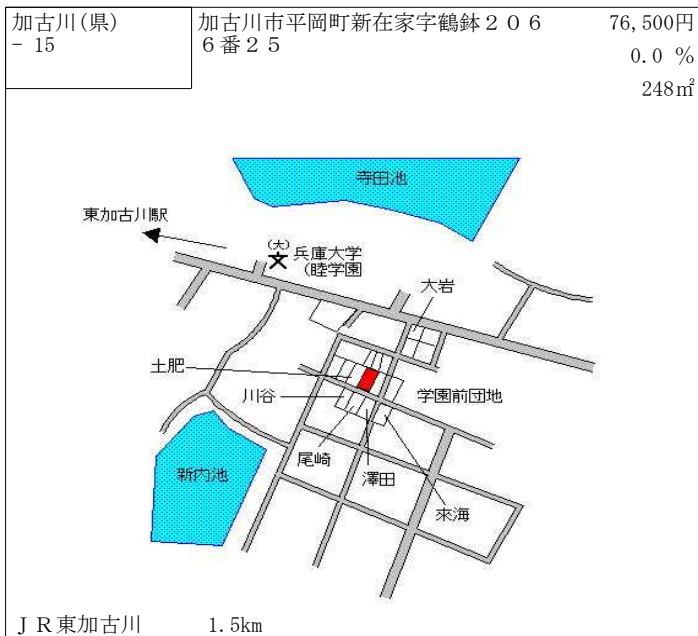 加古川(県)
- 15
加古川市平岡町新在家字鶴鉢２０６
６番２５
76,500円
0.0 %
248㎡
寺田池
東加古川駅
(大)
兵庫大学
(睦学園
大岩
土肥
川谷
学園前団地
尾崎
澤田
來海
新内池
ＪＲ東加古川 1.5km